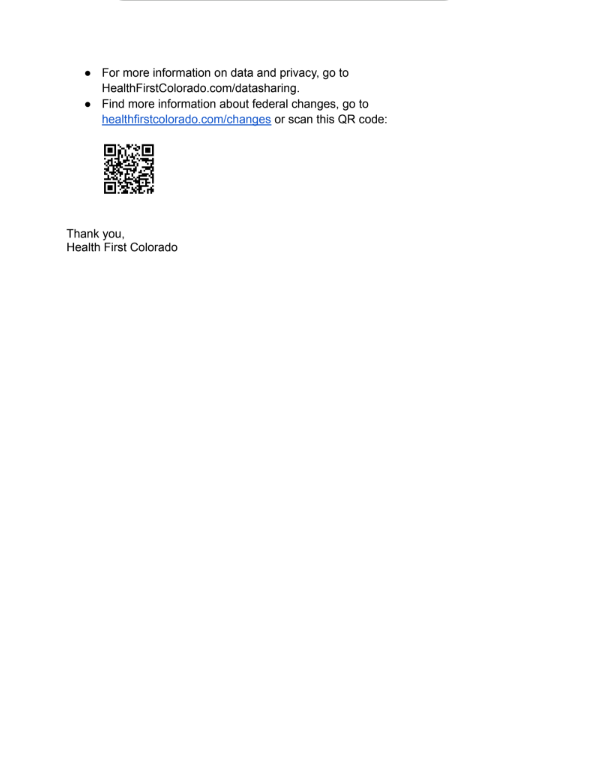 ● For more information on data and privacy, go to
HealthFirstColorado.com/datasharing.
● Find more information about federal changes, go to
healthfirstcolorado.com/changes or scan this QR code:
Thank you,
Health First Colorado